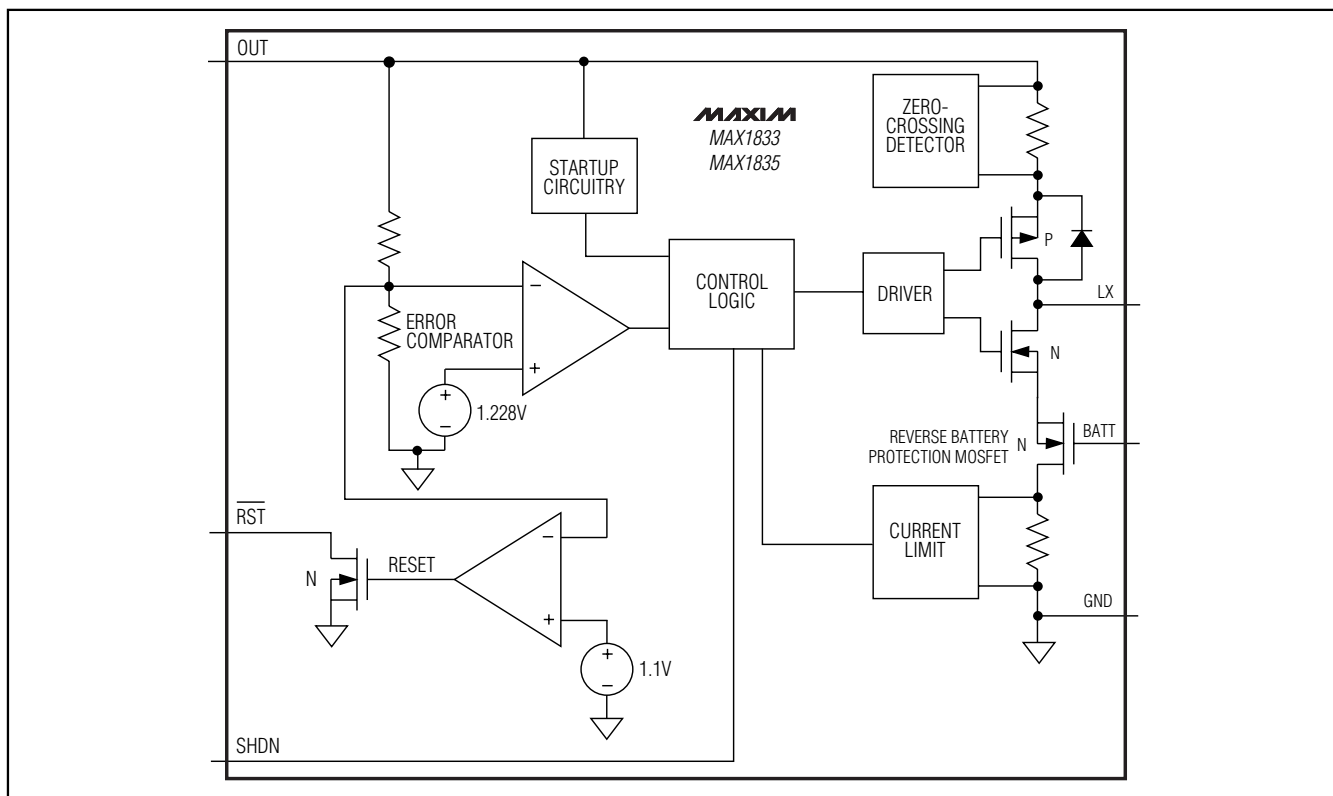 OUT
MAXIM
MAX1833
MAX1835
ZERO-
CROSSING
DETECTOR
STARTUP
CIRCUITRY
P
CONTROL
LOGIC
DRIVER
LX
−
ERROR
COMPARATOR
+
N
+
−
1.228V
REVERSE BATTERY
PROTECTION MOSFET
N
BATT
RST
CURRENT
LIMIT
−
N
RESET
+
GND
+
−
1.1V
SHDN